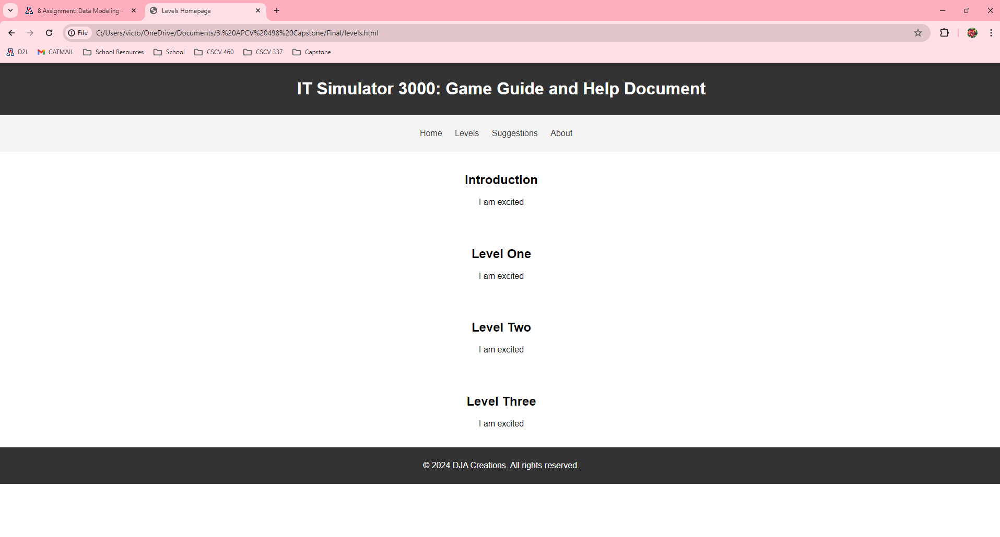 8 Assignment: Data Modeling -
Levels Homepage
File
C:/Users/victo/OneDrive/Documents/3.%20APCV%20498%20Capstone/Final/levels.html
D2L CATMAIL School Resources School CSCV 460 CSCV 337 Capstone
IT Simulator 3000: Game Guide and Help Document
Home Levels Suggestions About
Introduction
I am excited
Level One
I am excited
Level Two
I am excited
Level Three
I am excited
© 2024 DJA Creations. All rights reserved.